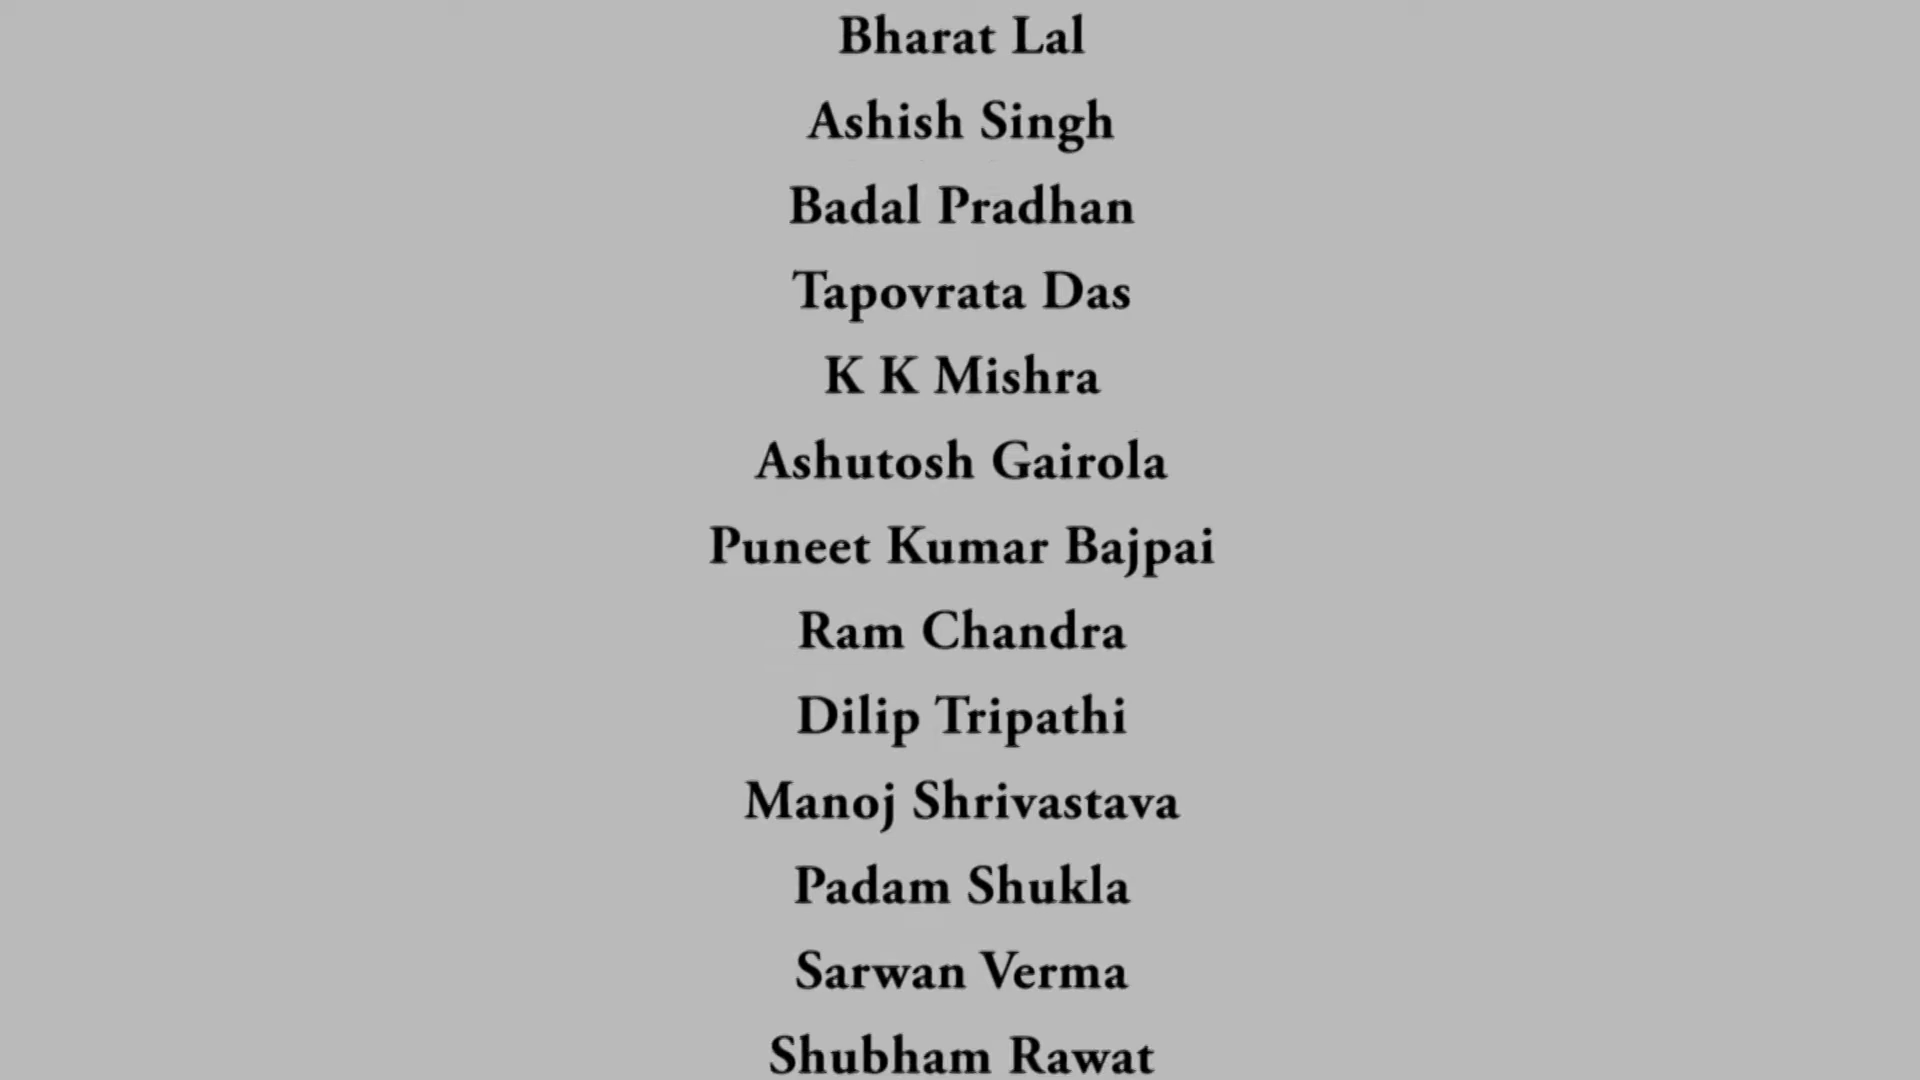 Bharat Lal
Ashish Singh
Badal Pradhan
Tapovrata Das
K K Mishra
Ashutosh Gairola
Puneet Kumar Bajpai
Ram Chandra
Dilip Tripathi
Manoj Shrivastava
Padam Shukla
Sarwan Verma
Shubham Rawat